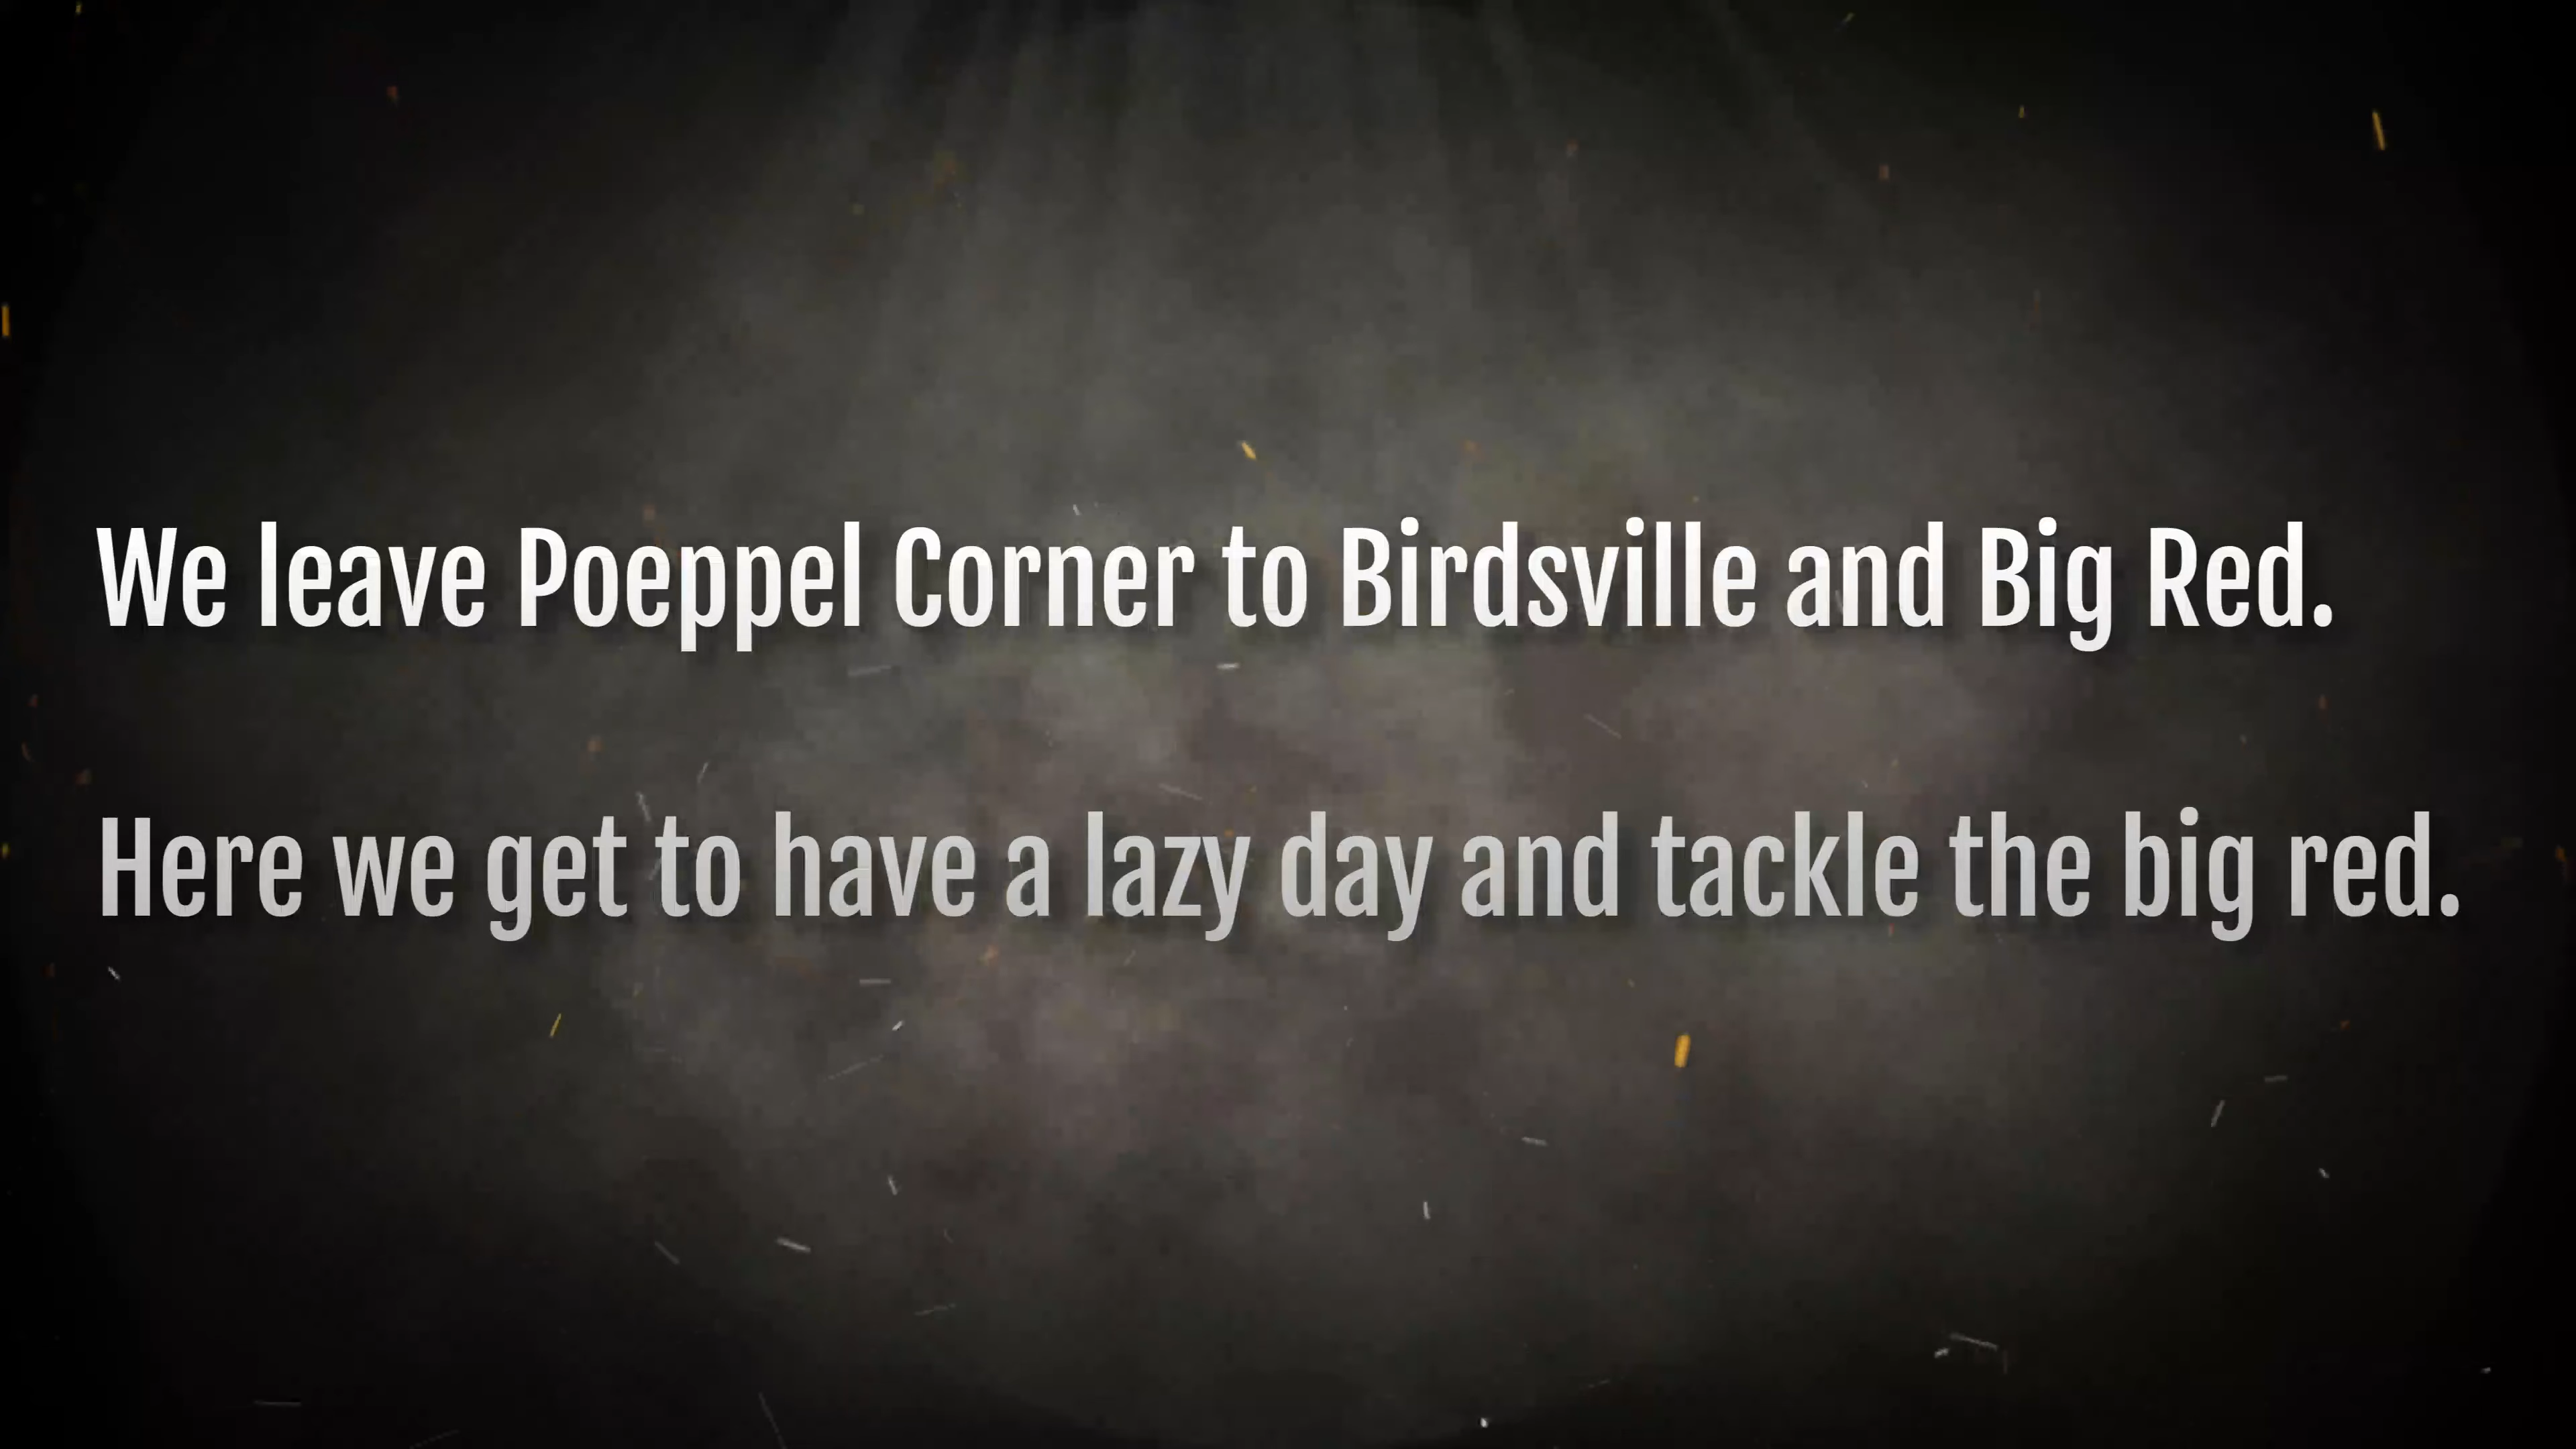 We leave Poeppel Corner to Birdsville and Big Red.
Here we get to have a lazy day and tackle the big red.